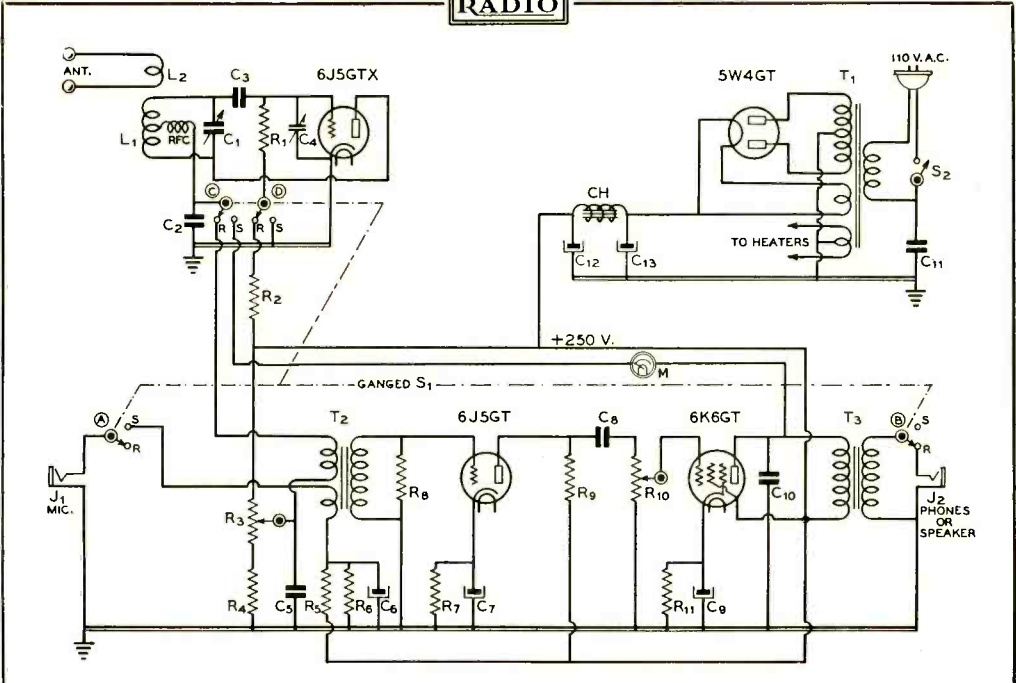 RADIO
ANT.
L2
C3
6J5GTX
5W4GT
T1
110 V.A.C.
L1
RFC
C1
R1
C4
S2
C
D
CH
C2
R
S
R
S
TO HEATERS
C12
C13
C11
R2
+250 V.
M
GANGED S1
A
S
R
T2
6J5GT
C8
6K6GT
T3
B
S
R
J1
MIC.
R8
R9
R10
C10
J2
PHONES
OR
SPEAKER
R3
R4
C5
R5
R6
C6
R7
C7
R11
C9